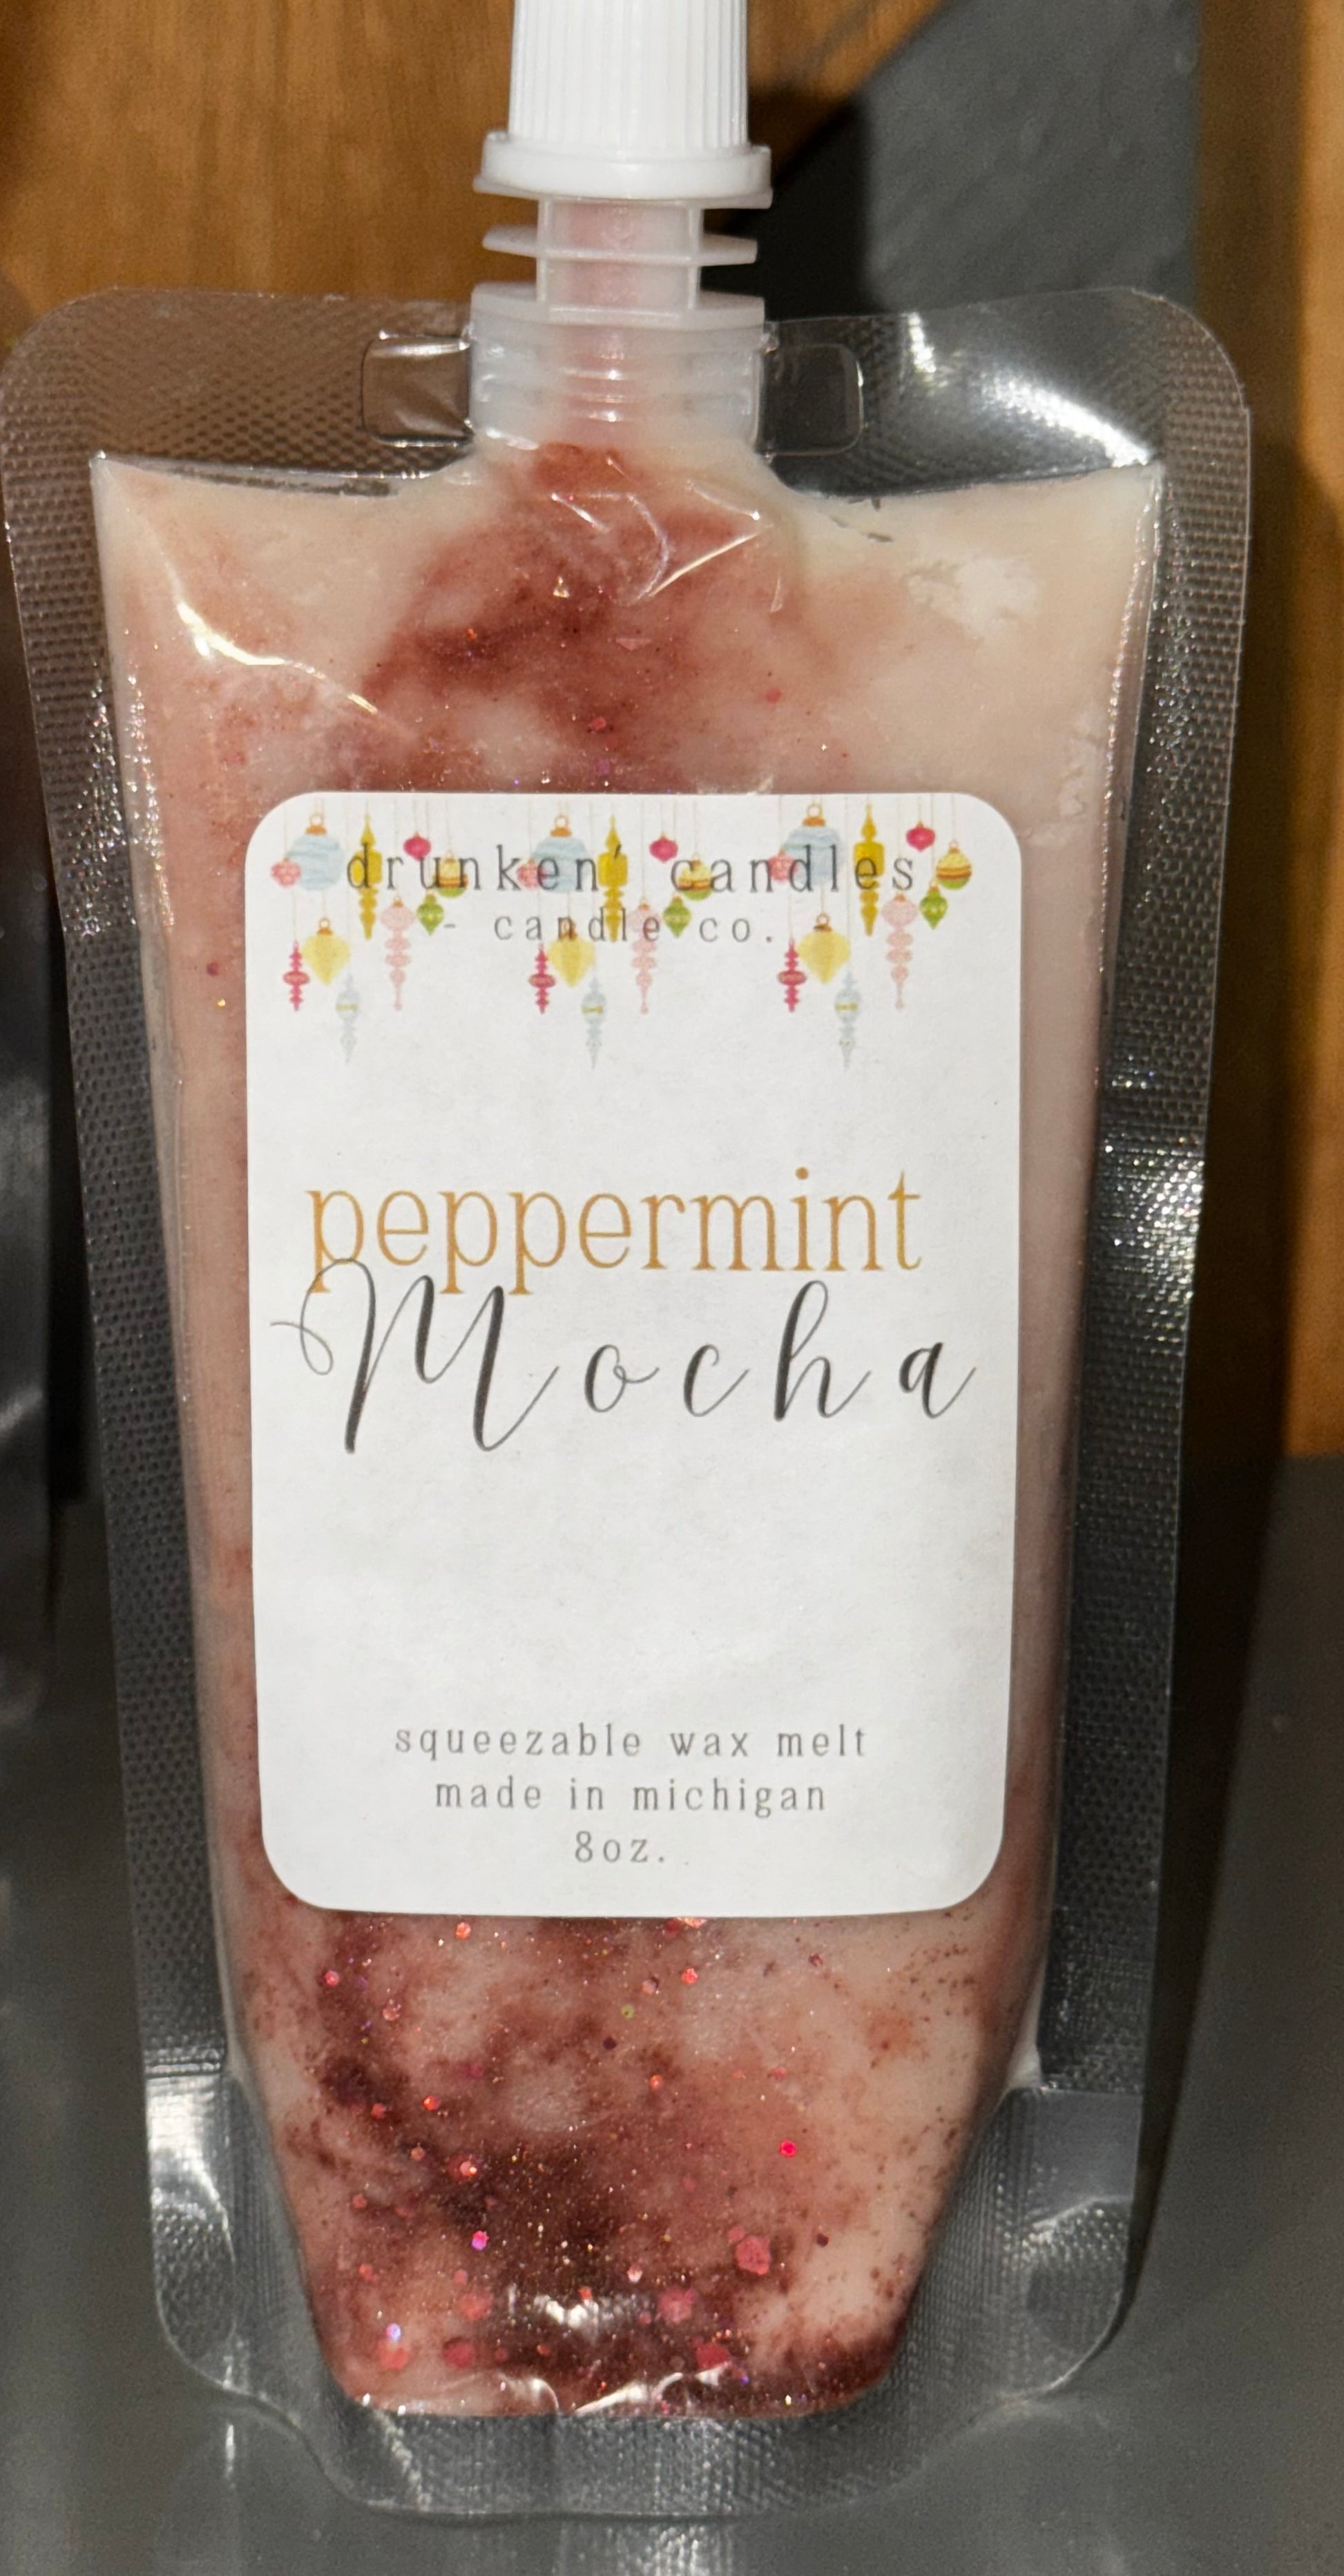 drunken' candles
- candle co.
peppermint
Mocha
squeezable wax melt
made in michigan
8oz.